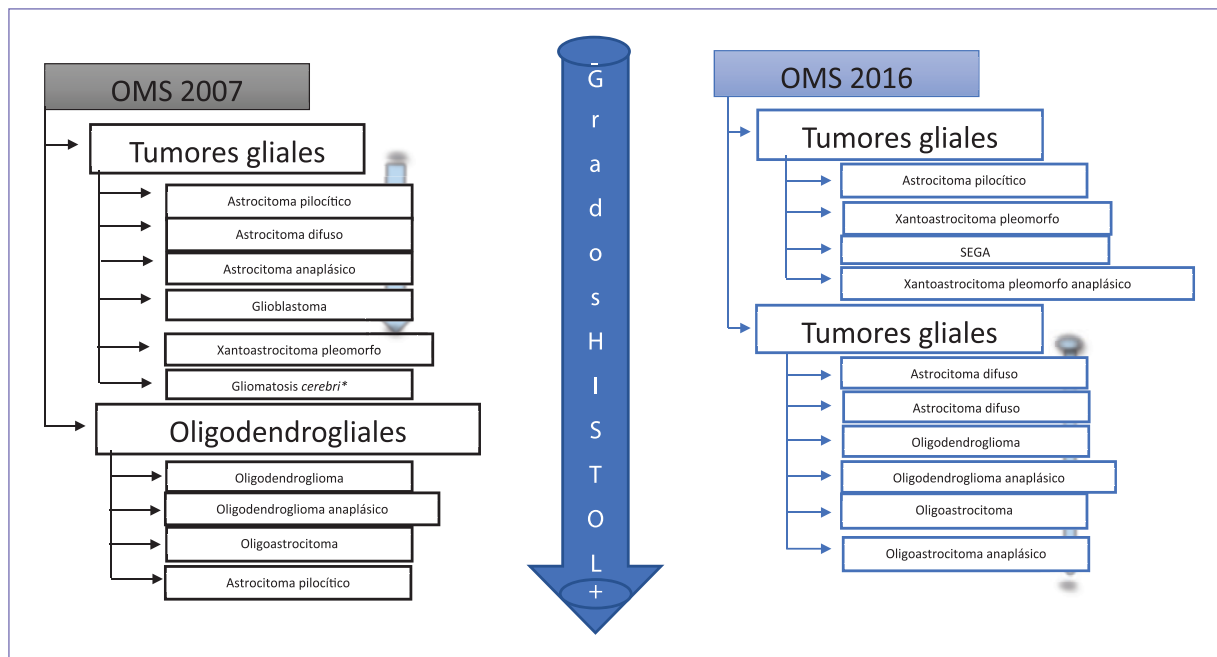 OMS 2007
Tumores gliales
Astrocitoma pilocítico
Astrocitoma difuso
Astrocitoma anaplásico
Glioblastoma
Xantoastrocitoma pleomorfo
Gliomatosis cerebri*
Oligodendrogliales
Oligodendroglioma
Oligodendroglioma anaplásico
Oligoastrocitoma
Astrocitoma pilocítico
-GradosHISTOL+
OMS 2016
Tumores gliales
Astrocitoma pilocítico
Xantoastrocitoma pleomorfo
SEGA
Xantoastrocitoma pleomorfo anaplásico
Tumores gliales
Astrocitoma difuso
Astrocitoma difuso
Oligodendroglioma
Oligodendroglioma anaplásico
Oligoastrocitoma
Oligoastrocitoma anaplásico